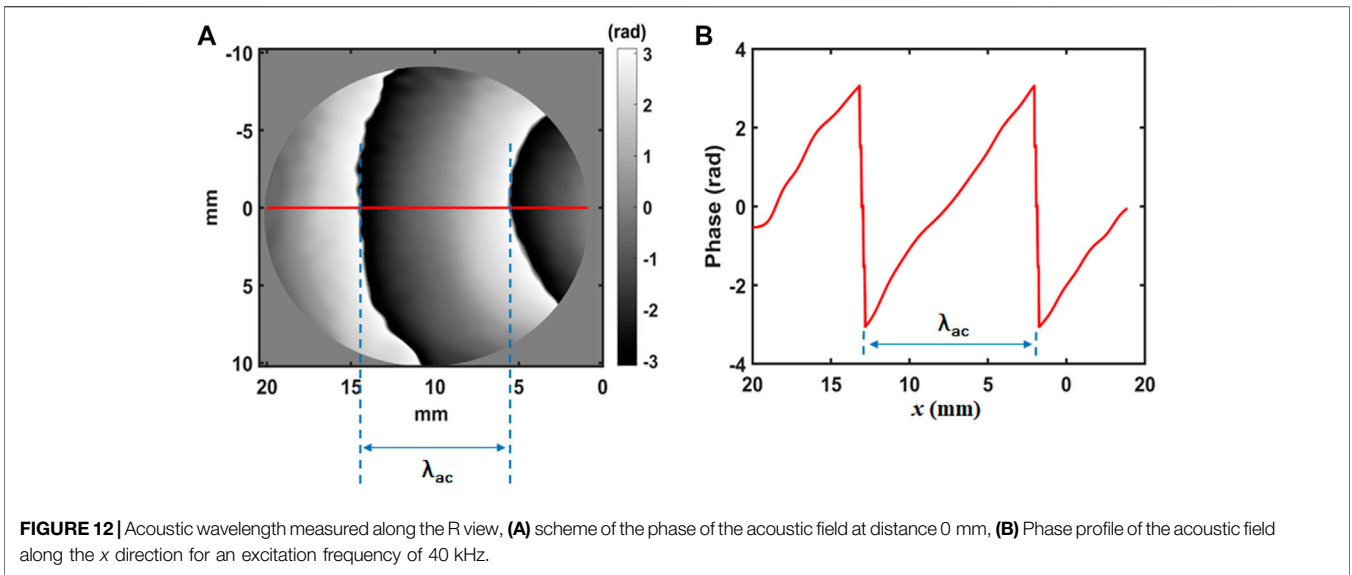 A
(rad)
B
-10
-5
0
5
10
mm
20
15
10
5
0
mm
3
2
1
0
-1
-2
-3
λac
4
2
0
-2
-4
Phase (rad)
λac
20
15
10
5
0
20
x (mm)
FIGURE 12 | Acoustic wavelength measured along the R view, (A) scheme of the phase of the acoustic field at distance 0 mm, (B) Phase profile of the acoustic field
along the x direction for an excitation frequency of 40 kHz.